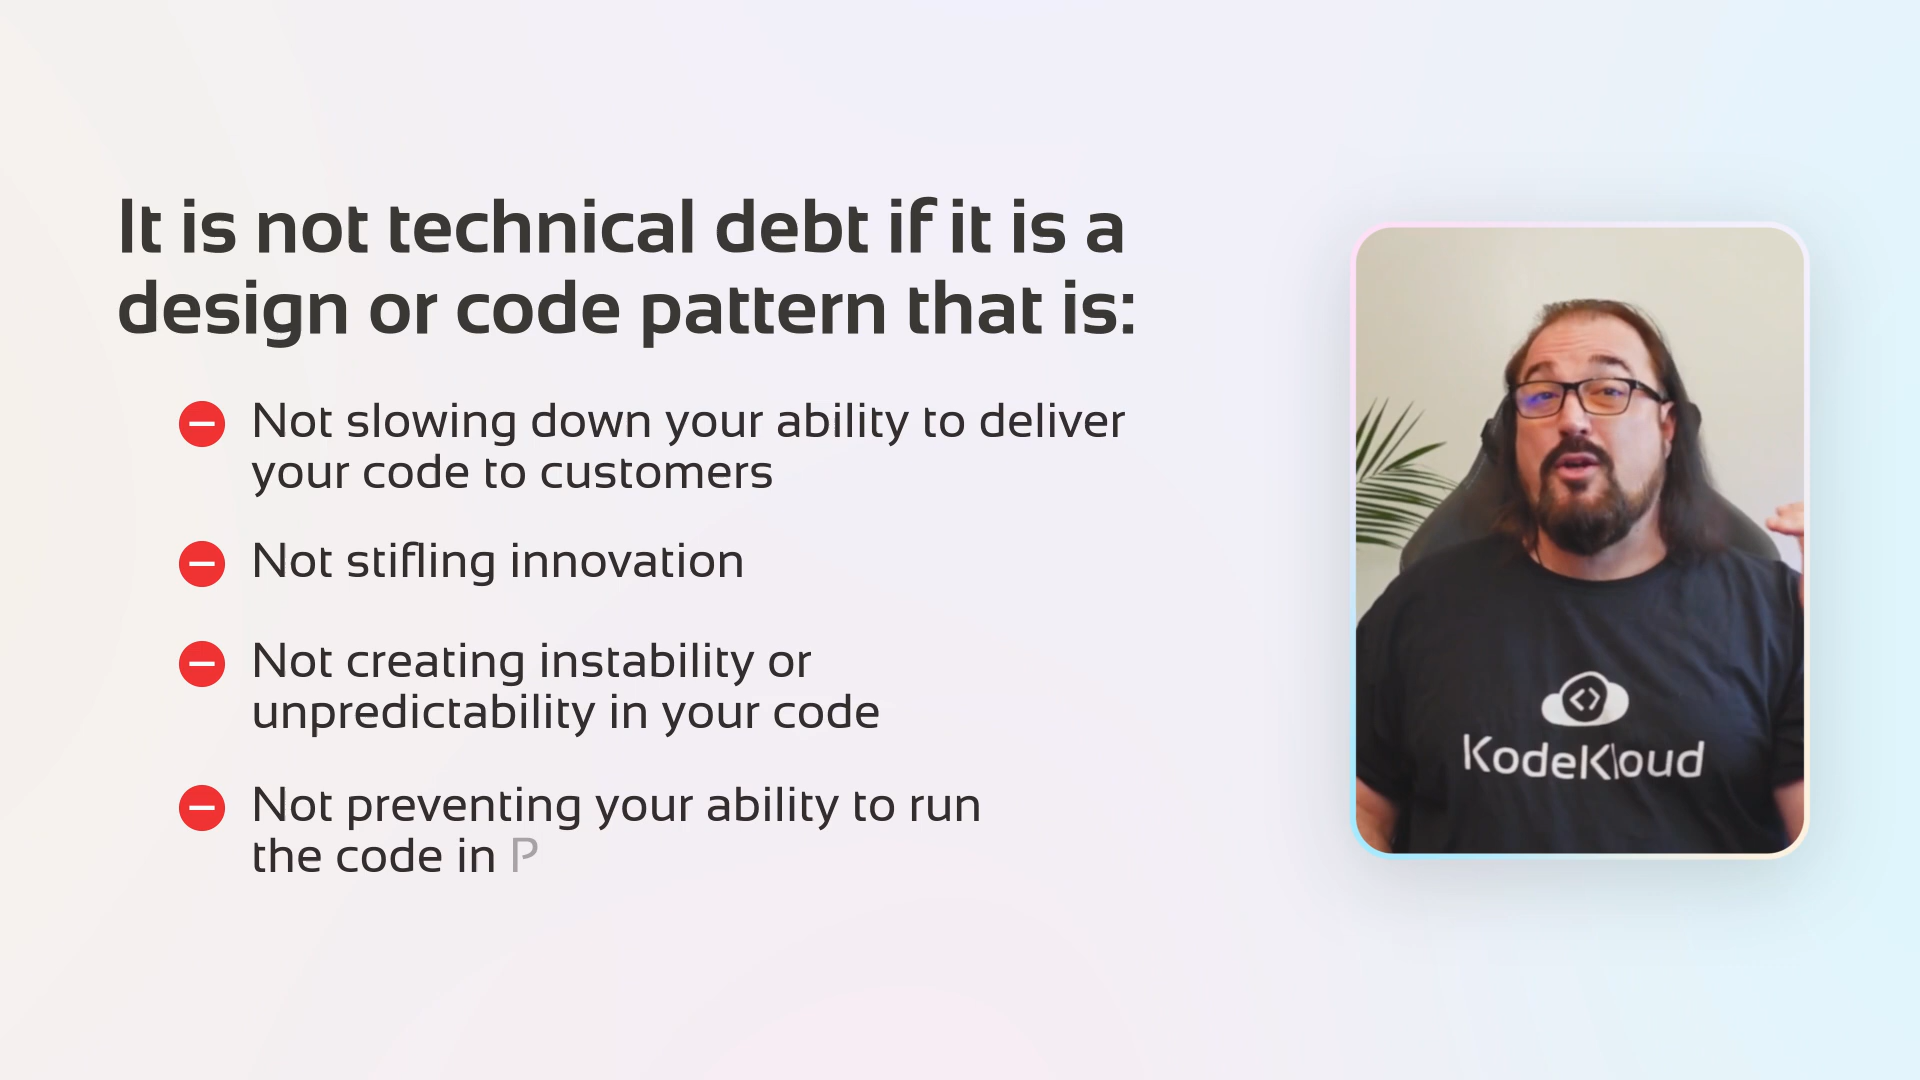 It is not technical debt if it is a
design or code pattern that is:
Not slowing down your ability to deliver
your code to customers
Not stifling innovation
Not creating instability or
unpredictability in your code
Not preventing your ability to run
the code in P
KodeKloud